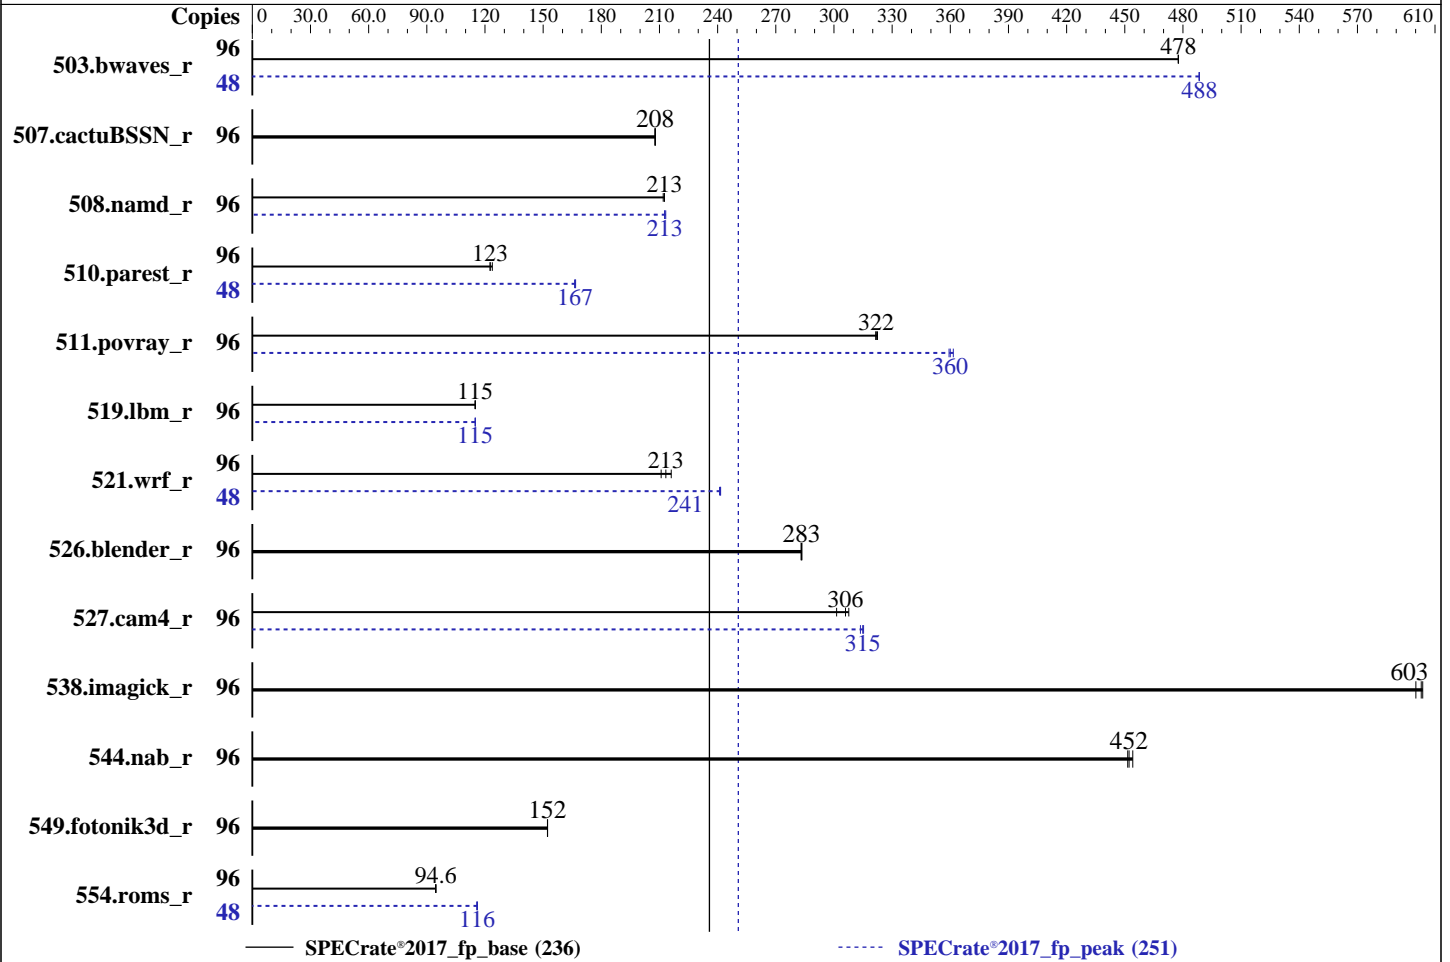 Copies 0 30.0 60.0 90.0 120 150 180 210 240 270 300 330 360 390 420 450 480 510 540 570 610
503.bwaves_r 96 478
48 488
507.cactuBSSN_r 96 208
508.namd_r 96 213
213
510.parest_r 96 123
48 167
511.povray_r 96 322
360
519.lbm_r 96 115
115
521.wrf_r 96 213
48 241
526.blender_r 96 283
527.cam4_r 96 306
315
538.imagick_r 96 603
544.nab_r 96 452
549.fotonik3d_r 96 152
554.roms_r 96 94.6
48 116
SPECrate®2017_fp_base (236) SPECrate®2017_fp_peak (251)